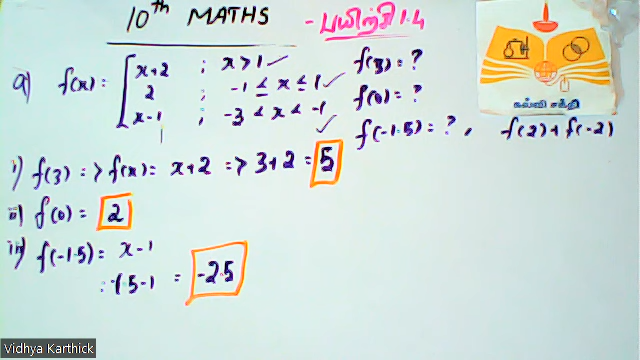 10th MATHS - பயிற்சி 1.4
a) f(x) = x+2 ; x > 1 ✓ f(3) = ?
2 ; -1 ≤ x ≤ 1 ✓ f(0) = ?
x-1 ; -3 < x < -1 ✓ f(-1.5) = ? , f(2) + f(-2)
கல்வி சக்தி
i) f(3) => f(x) = x+2 => 3+2 = 5
ii) f(0) = 2
iii) f(-1.5) = x-1
= -1.5-1 = -2.5
Vidhya Karthick